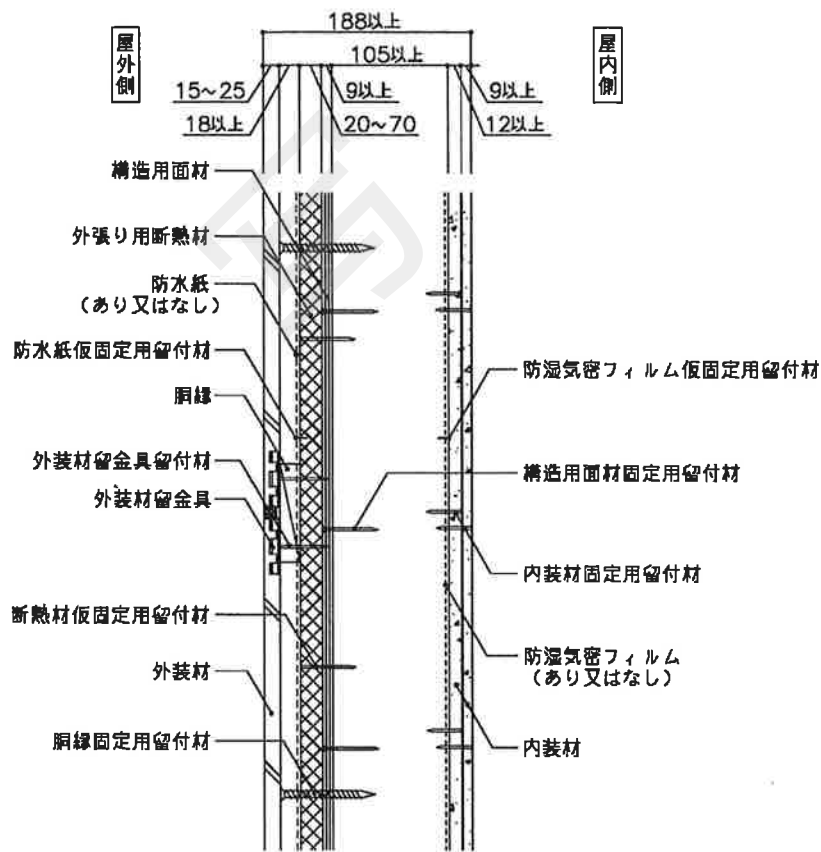 188以上
屋外側
屋内側
105以上
15~25
9以上
9以上
18以上
20~70
12以上
構造用面材
外張り用断熱材
防水紙
(あり又はなし)
防水紙仮固定用留付材
胴縁
外装材留金具留付材
外装材留金具
断熱材仮固定用留付材
外装材
胴縁固定用留付材
防湿気密フィルム仮固定用留付材
構造用面材固定用留付材
内装材固定用留付材
防湿気密フィルム
(あり又はなし)
内装材
写